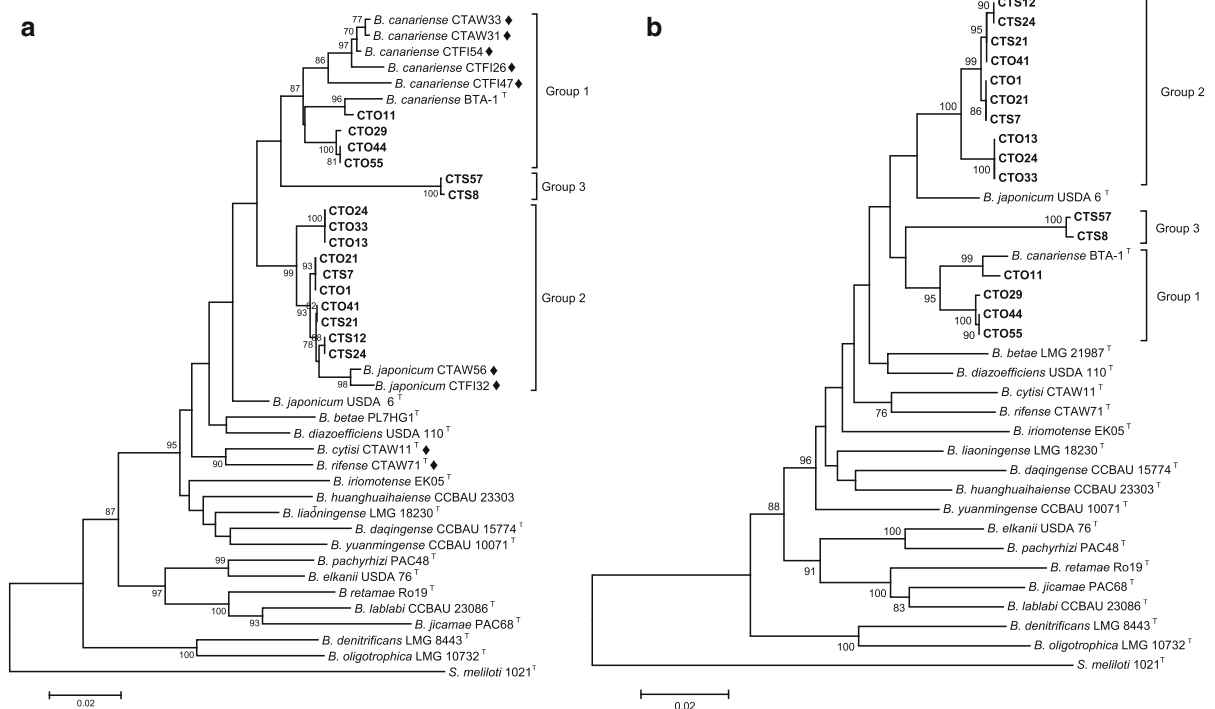 a
77
B. canariense CTAW33 ♦
70
B. canariense CTAW31 ♦
97
B. canariense CTFI54 ♦
86
B. canariense CTFI26 ♦
87
B. canariense CTFI47 ♦
96
B. canariense BTA-1 T
Group 1
CTO11
CTO29
100
CTO44
81
CTO55
CTS57
100
CTS8
Group 3
CTO24
100
CTO33
CTO13
99
CTO21
93
CTS7
CTO1
82
CTO41
93
CTS21
88
CTS12
78
CTS24
Group 2
B. japonicum CTAW56 ♦
98
B. japonicum CTFI32 ♦
B. japonicum USDA 6 T
B. betae PL7HG1 T
B. diazoefficiens USDA 110 T
95
B. cytisi CTAW11 T ♦
90
B. rifense CTAW71 T ♦
B. iriomotense EK05 T
B. huanghuaihaiense CCBAU 23303
T
B. liaoningense LMG 18230 T
87
B. daqingense CCBAU 15774 T
B. yuanmingense CCBAU 10071 T
B. pachyrhizi PAC48 T
99
B. elkanii USDA 76 T
97
B retamae Ro19 T
100
B. lablabi CCBAU 23086 T
93
B. jicamae PAC68 T
B. denitrificans LMG 8443 T
100
B. oligotrophica LMG 10732 T
S. meliloti 1021 T
0.02
b
90
CTS12
CTS24
95
CTS21
CTO41
99
CTO1
CTO21
86
CTS7
100
CTO13
CTO24
100
CTO33
Group 2
B. japonicum USDA 6 T
100
CTS57
CTS8
Group 3
B. canariense BTA-1 T
99
CTO11
95
CTO29
100
CTO44
90
CTO55
Group 1
B. betae LMG 21987 T
B. diazoefficiens USDA 110 T
B. cytisi CTAW11 T
76
B. rifense CTAW71 T
B. iriomotense EK05 T
B. liaoningense LMG 18230 T
96
B. daqingense CCBAU 15774 T
B. huanghuaihaiense CCBAU 23303 T
B. yuanmingense CCBAU 10071 T
88
B. elkanii USDA 76 T
100
B. pachyrhizi PAC48 T
91
B. retamae Ro19 T
100
B. jicamae PAC68 T
83
B. lablabi CCBAU 23086 T
B. denitrificans LMG 8443 T
100
B. oligotrophica LMG 10732 T
S. meliloti 1021 T
0.02